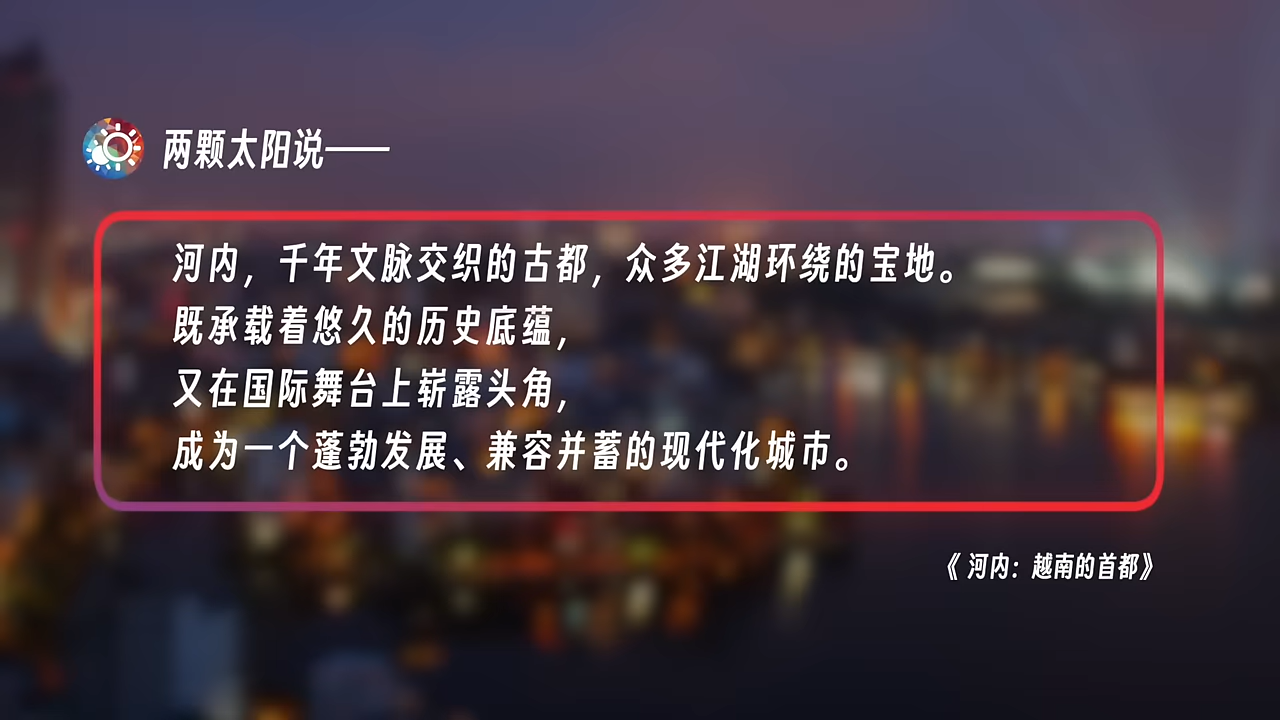 两颗太阳说——
河内，千年文脉交织的古都，众多江湖环绕的宝地。
既承载着悠久的历史底蕴，
又在国际舞台上崭露头角，
成为一个蓬勃发展、兼容并蓄的现代化城市。
《河内：越南的首都》